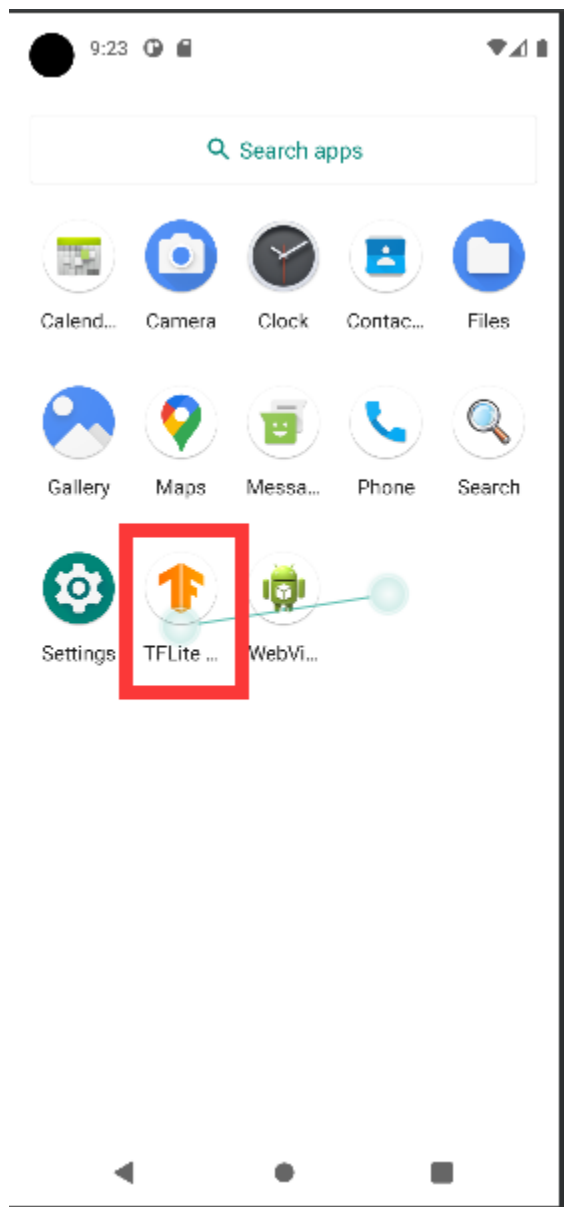 9:23
Search apps
Calend... Camera Clock Contac... Files
Gallery Maps Messa... Phone Search
Settings TFLite ... WebVi...